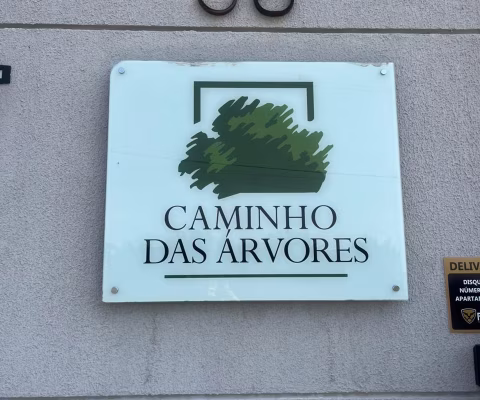 CAMINHO
DAS ÁRVORES
DELIV
DISQU
NÚMER
APARTA